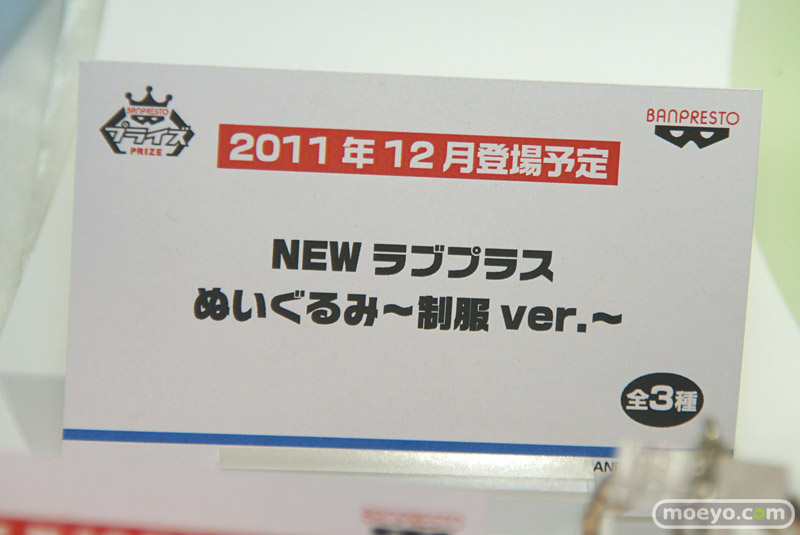 BANPRESTO
プライズ
PRIZE
BANPRESTO
2011年12月登場予定
NEW ラブプラス
ぬいぐるみ～制服 ver.～
全3種
moeyo.com